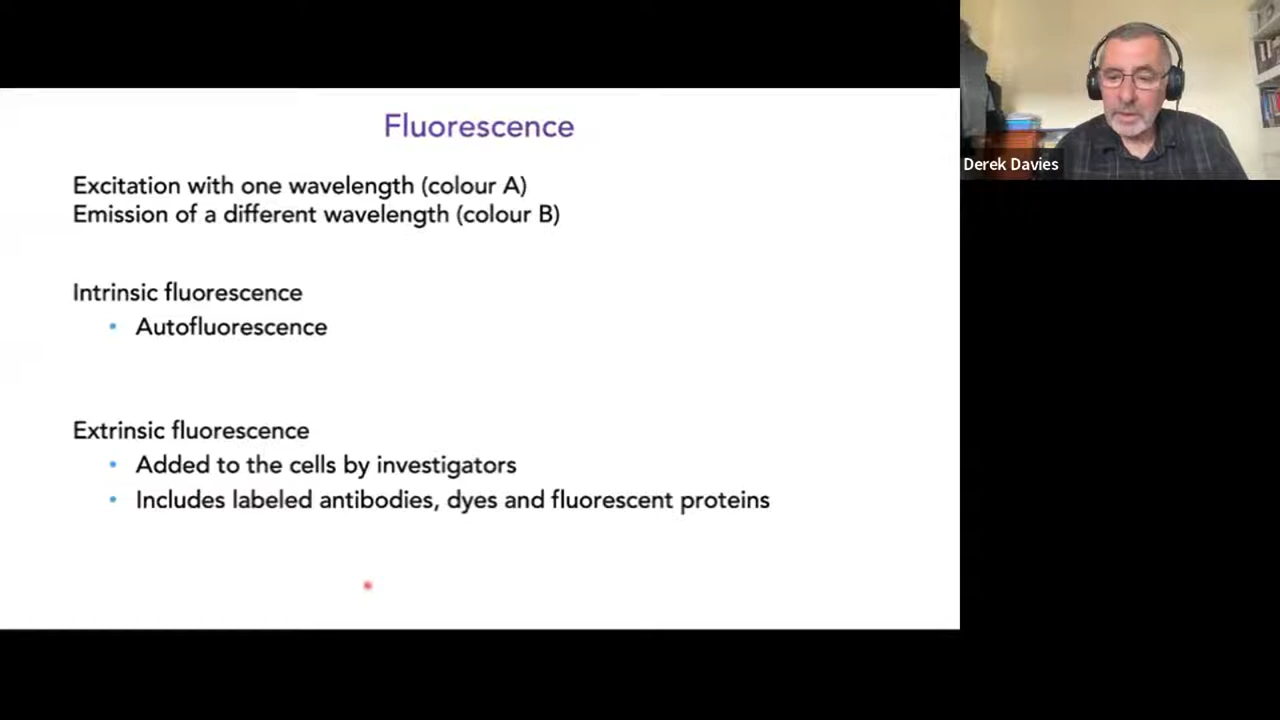 Fluorescence
Excitation with one wavelength (colour A)
Emission of a different wavelength (colour B)
Intrinsic fluorescence
• Autofluorescence
Extrinsic fluorescence
• Added to the cells by investigators
• Includes labeled antibodies, dyes and fluorescent proteins
Derek Davies